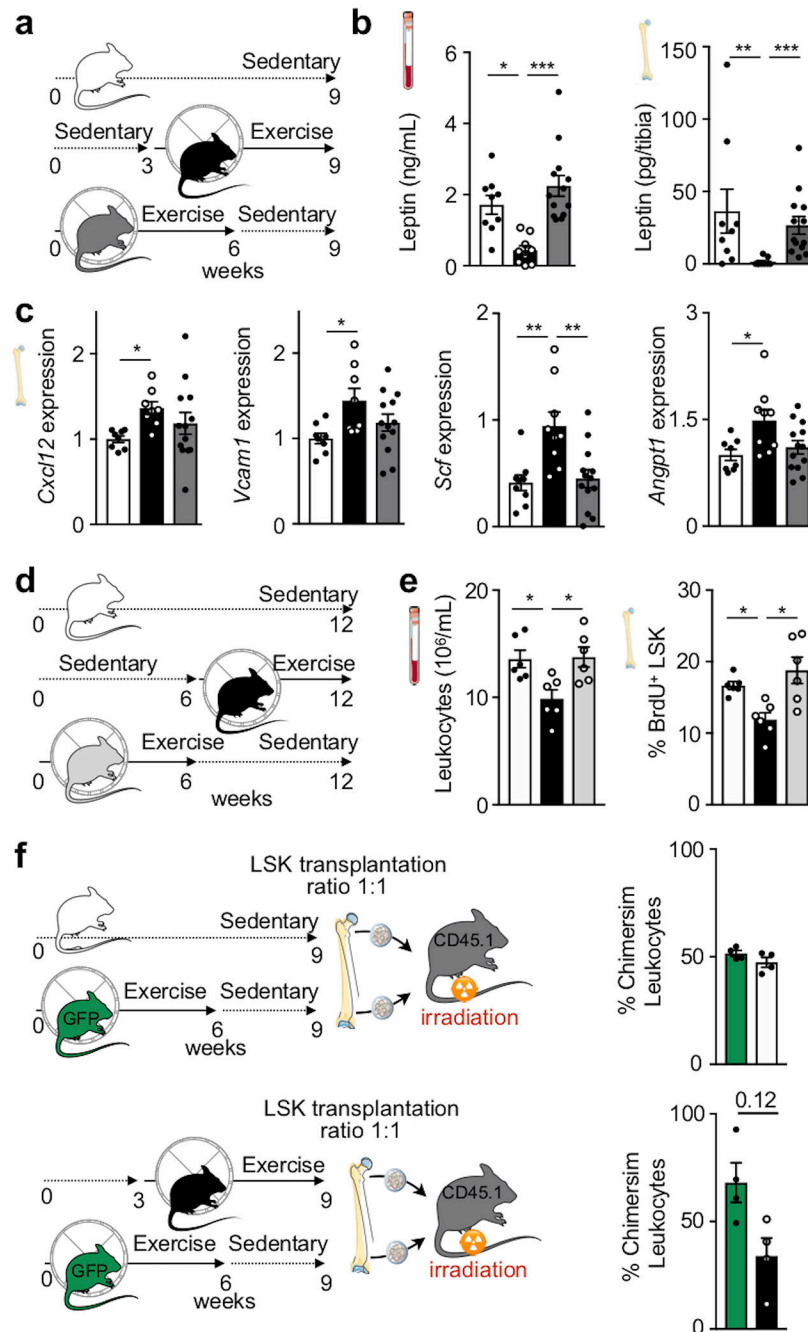 a
Sedentary
0 9
Sedentary Exercise
0 3 9
Exercise Sedentary
0 6 9
weeks
b
Leptin (ng/mL)
6
4
2
0
* ***
Leptin (pg/tibia)
150
100
50
0
** ***
c
Cxcl12 expression
2
1
0
*
Vcam1 expression
2
1
0
*
Scf expression
2
1
0
** **
Angpt1 expression
3
1.5
0
*
d
Sedentary
0 12
Sedentary Exercise
0 6 12
Exercise Sedentary
0 6 12
weeks
e
Leukocytes (10⁶/mL)
20
10
0
* *
% BrdU⁺ LSK
30
20
10
0
* *
f
LSK transplantation
ratio 1:1
Sedentary
0 9
GFP
Exercise Sedentary
0 6 9
weeks
CD45.1
irradiation
% Chimersim
Leukocytes
100
50
0
LSK transplantation
ratio 1:1
Exercise
0 3 9
GFP
Exercise Sedentary
0 6 9
weeks
CD45.1
irradiation
% Chimersim
Leukocytes
100
50
0
0.12